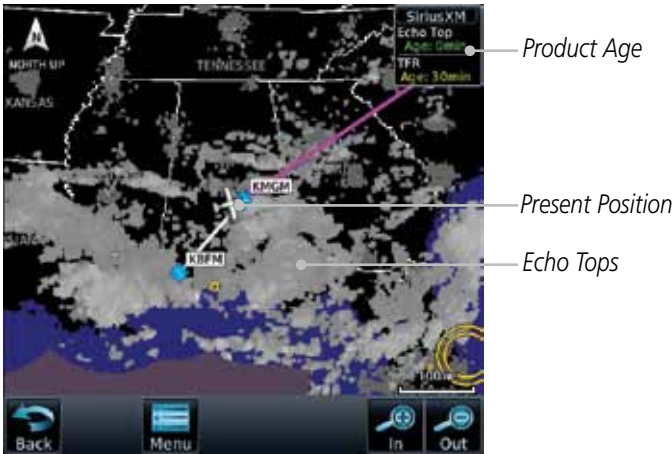 SiriusXM
Echo Top
Age: 0min
TFR
Age: 30min
Product Age
N
NORTH UP
TENNESSEE
KANSAS
KMGM
Present Position
KBFM
Echo Tops
Back
Menu
In
Out